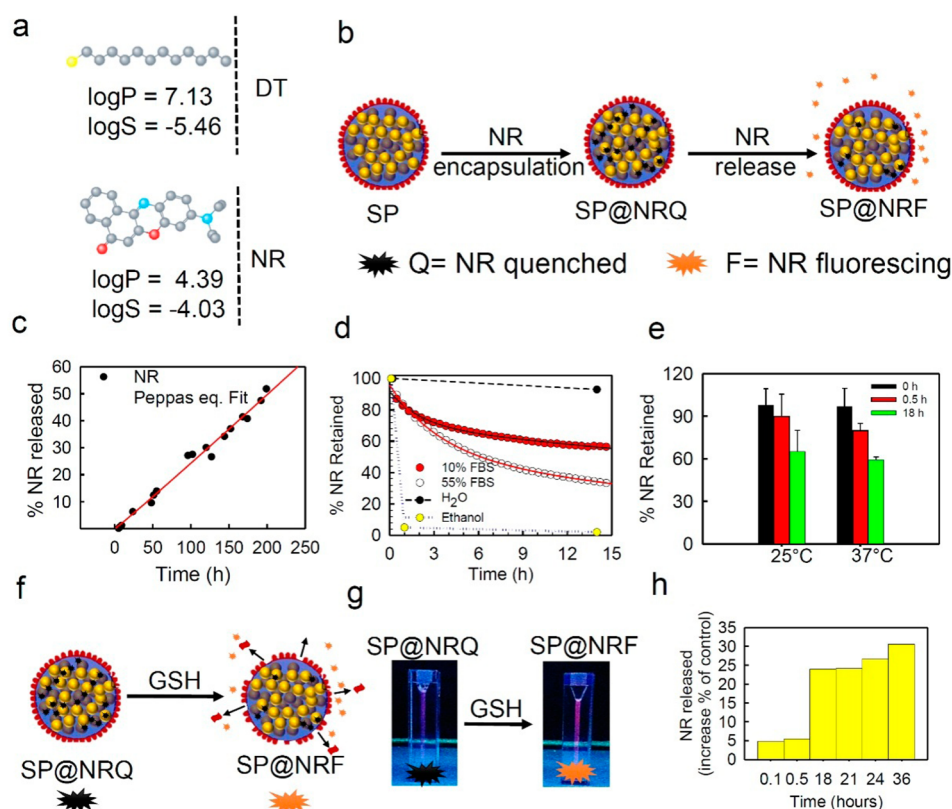 a
logP = 7.13
logS = -5.46
DT
logP = 4.39
logS = -4.03
NR
b
NR
encapsulation
NR
release
SP
SP@NRQ
SP@NRF
Q= NR quenched
F= NR fluorescing
c
% NR released
60
50
40
30
20
10
NR
Peppas eq. Fit
0
50
100
150
200
250
Time (h)
d
% NR Retained
100
80
60
40
20
0
10% FBS
55% FBS
H₂O
Ethanol
0
3
6
9
12
15
Time (h)
e
% NR Retained
120
90
60
30
0
0 h
0.5 h
18 h
25°C
37°C
f
GSH
SP@NRQ
SP@NRF
g
SP@NRQ
SP@NRF
GSH
h
NR released
(increase % of control)
35
30
25
20
15
10
5
0
0.1
0.5
18
21
24
36
Time (hours)